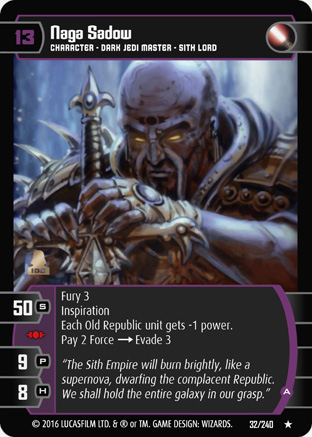 13 Naga Sadow
CHARACTER - DARK JEDI MASTER - SITH LORD
50 S
9 P
8 H
Fury 3
Inspiration
Each Old Republic unit gets -1 power.
Pay 2 Force → Evade 3
"The Sith Empire will burn brightly, like a
supernova, dwarfing the complacent Republic.
We shall hold the entire galaxy in our grasp."
A
© 2016 LUCASFILM LTD. & ® or TM. GAME DESIGN: WIZARDS. 32/240 ★